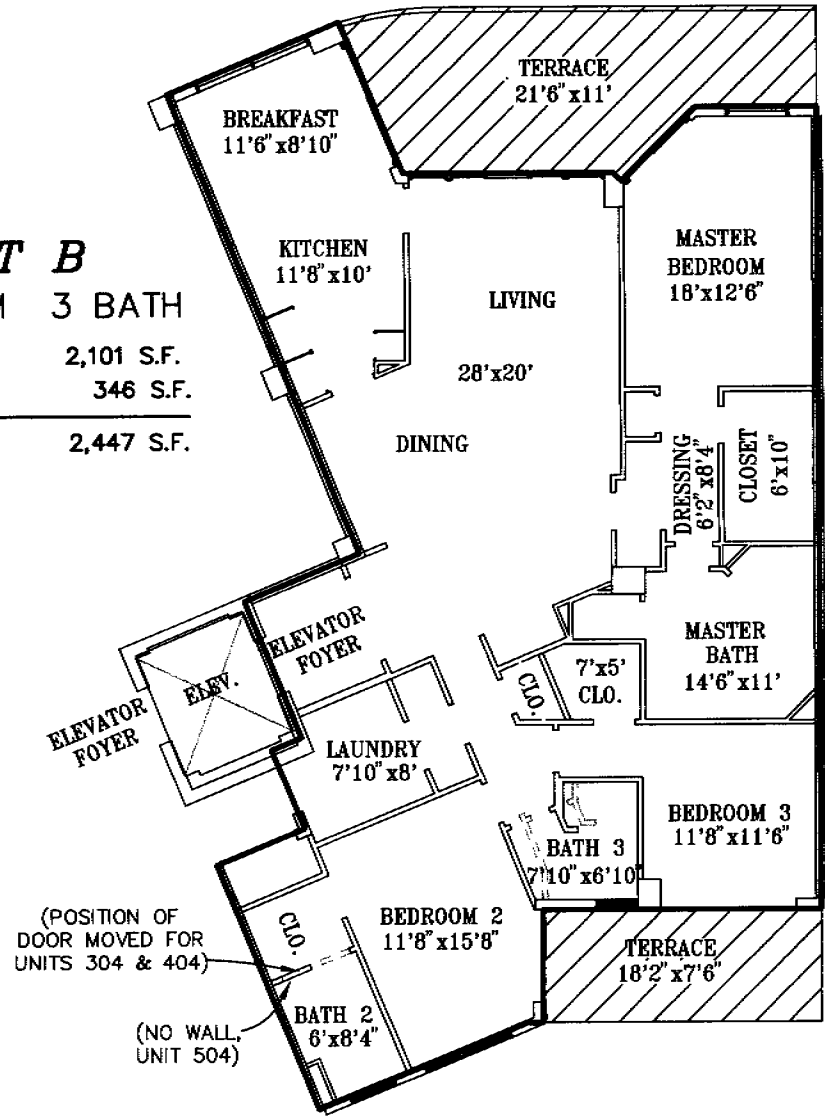 TERRACE
21'6"x11'
BREAKFAST
11'6"x8'10"
T B
3 BATH
2,101 S.F.
346 S.F.
2,447 S.F.
KITCHEN
11'8"x10'
LIVING
28'x20'
DINING
MASTER
BEDROOM
18'x12'6"
DRESSING
6'2"x8'4"
CLOSET
6'x10"
ELEVATOR
FOYER
ELEV.
ELEVATOR
FOYER
MASTER
BATH
14'6"x11'
7'x5'
CLO.
CLO.
LAUNDRY
7'10"x8'
BEDROOM 3
11'8"x11'6"
BATH 3
7'10"x6'10"
(POSITION OF
DOOR MOVED FOR
UNITS 304 & 404)
CLO.
BEDROOM 2
11'8"x15'8"
TERRACE
18'2"x7'6"
BATH 2
6'x8'4"
(NO WALL,
UNIT 504)